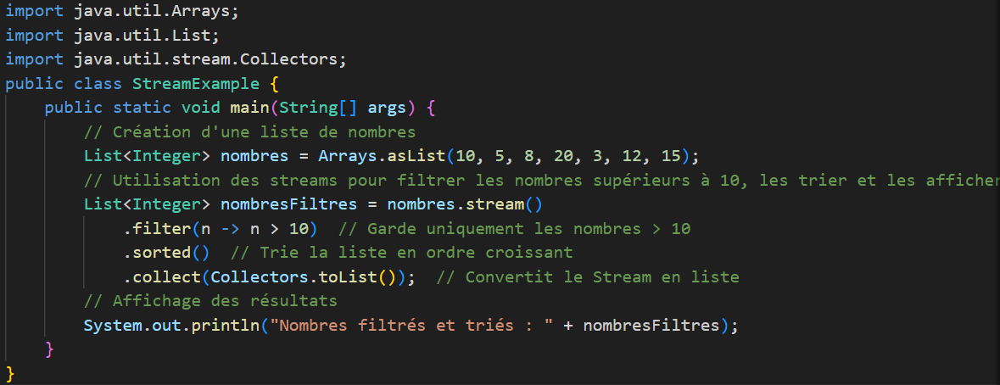 import java.util.Arrays;
import java.util.List;
import java.util.stream.Collectors;
public class StreamExample {
    public static void main(String[] args) {
        // Création d'une liste de nombres
        List<Integer> nombres = Arrays.asList(10, 5, 8, 20, 3, 12, 15);
        // Utilisation des streams pour filtrer les nombres supérieurs à 10, les trier et les afficher
        List<Integer> nombresFiltres = nombres.stream()
            .filter(n -> n > 10)  // Garde uniquement les nombres > 10
            .sorted()  // Trie la liste en ordre croissant
            .collect(Collectors.toList());  // Convertit le Stream en liste
        // Affichage des résultats
        System.out.println("Nombres filtrés et triés : " + nombresFiltres);
    }
}